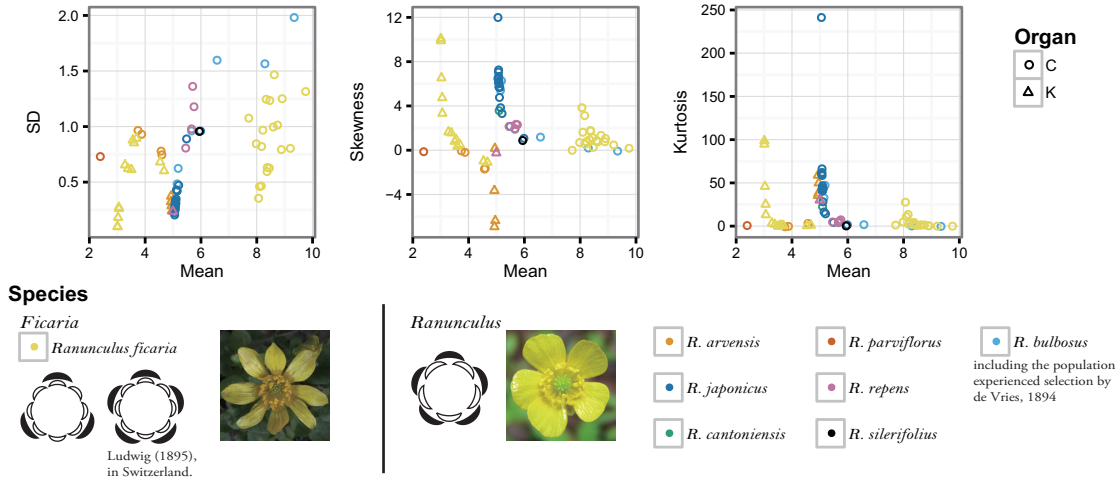 2.0
1.5
1.0
0.5
SD
2 4 6 8 10
Mean
12
8
4
0
−4
Skewness
2 4 6 8 10
Mean
250
200
150
100
50
0
Kurtosis
2 4 6 8 10
Mean
Organ
C
K
Species
Ficaria
Ranunculus ficaria
Ludwig (1895),
in Switzerland.
Ranunculus
R. arvensis
R. parviflorus
R. bulbosus
including the population
experienced selection by
de Vries, 1894
R. japonicus
R. repens
R. cantoniensis
R. silerifolius